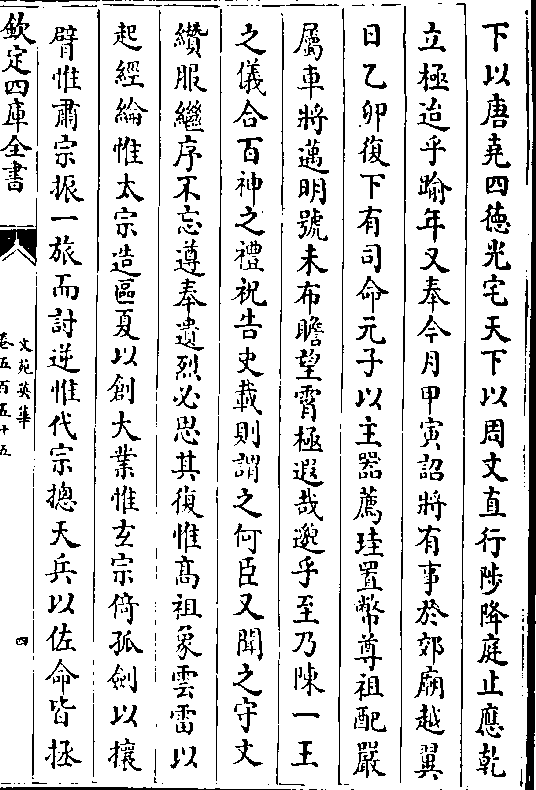 下以唐堯四德光宅天下以周文直行陟降庭止應乾
立極迨乎踰年又奉今月甲寅詔將有事於郊廟越翼
日乙卯復下有司命元子以主器薦珪置幣尊祖配嚴
屬車將邁明號未布瞻望霄極遐哉邈乎至乃陳一王
之儀合百神之禮祝告史載則謂之何臣又聞之守文
纘服繼序不忘遵奉遺烈必思其復惟高祖象雲雷以
起經綸惟太宗造區夏以創大業惟玄宗倚孤劍以攘
臂惟肅宗振一旅而討逆惟代宗摠天兵以佐命皆拯
欽定四庫全書
文苑英華
卷五百五十五
四